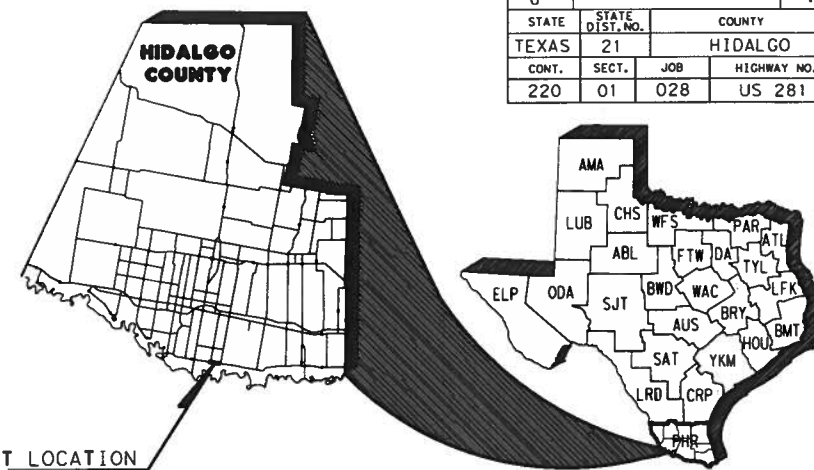 STATE STATE DIST. NO. COUNTY
TEXAS 21 HIDALGO
CONT. SECT. JOB HIGHWAY NO.
220 01 028 US 281
HIDALGO
COUNTY
T LOCATION
AMA
LUB CHS WFS PAR ATL
ABL FTW DA TYL
ELP ODA SJT BWD WAC LFK
AUS BRY BMT
SAT YKM HOU
LRD CRP
PHR